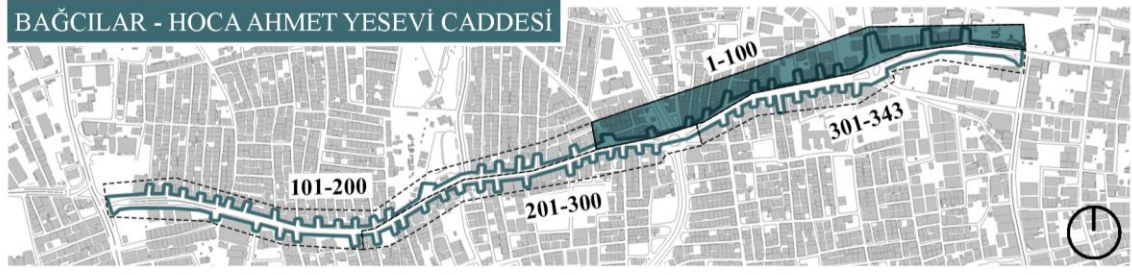 BAĞCILAR - HOCA AHMET YESEVİ CADDESİ
1-100
301-343
101-200
201-300